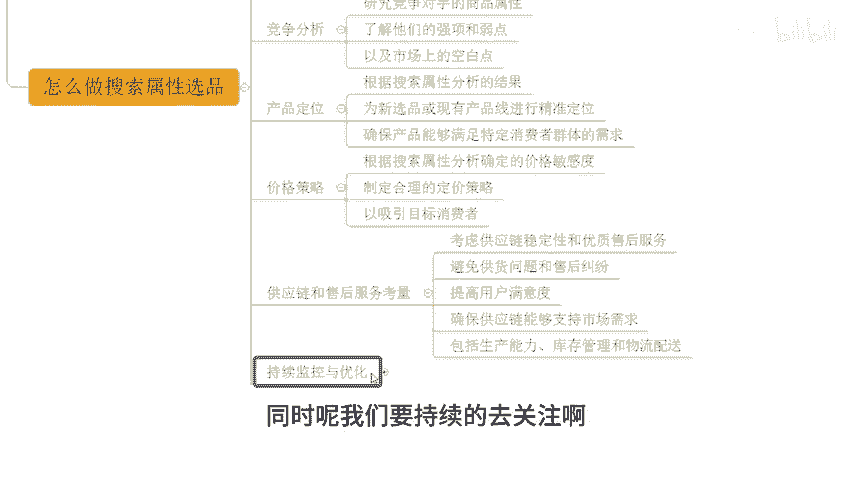 研究竞争对手的商品属性
bilibili
竞争分析
了解他们的强项和弱点
以及市场上的空白点
怎么做搜索属性选品
根据搜索属性分析的结果
产品定位
为新选品或现有产品线进行精准定位
确保产品能够满足特定消费者群体的需求
根据搜索属性分析确定的价格敏感度
价格策略
制定合理的定价策略
以吸引目标消费者
考虑供应链稳定性和优质售后服务
避免供货问题和售后纠纷
供应链和售后服务考量
提高用户满意度
确保供应链能够支持市场需求
包括生产能力、库存管理和物流配送
持续监控与优化
同时呢我们要持续的去关注啊